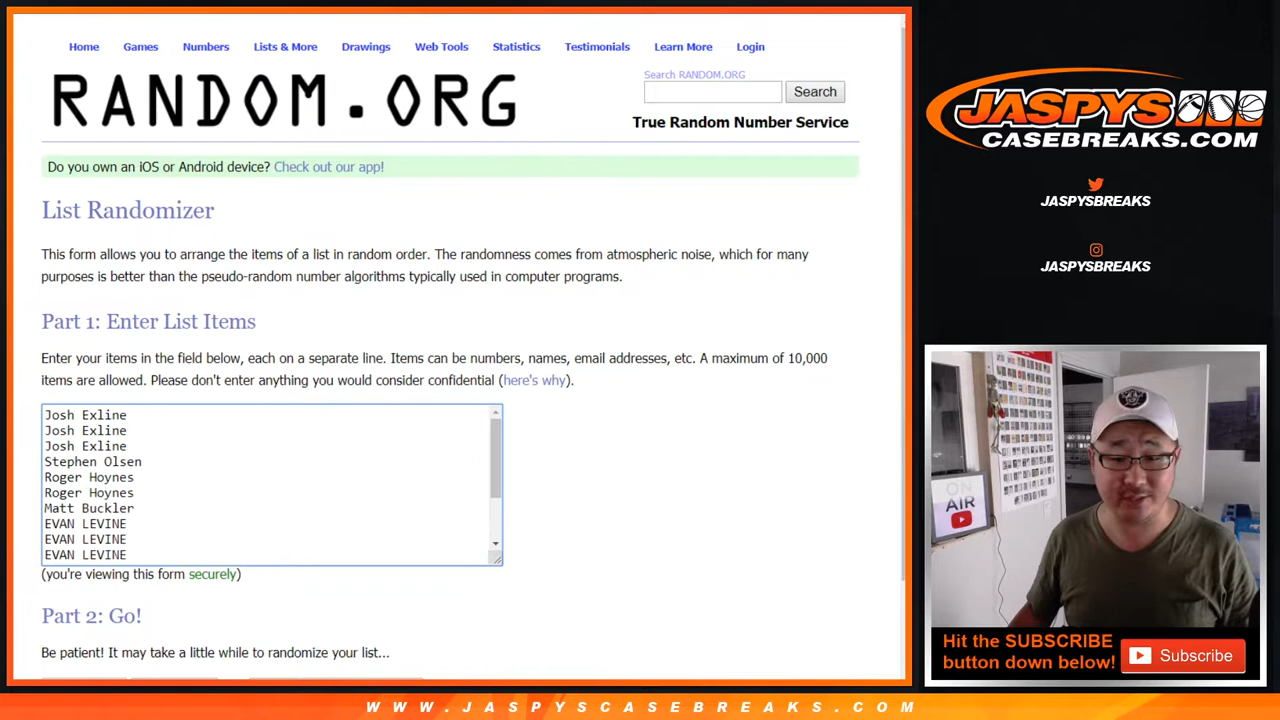 Home Games Numbers Lists & More Drawings Web Tools Statistics Testimonials Learn More Login
RANDOM.ORG
Search RANDOM.ORG
Search
True Random Number Service
Do you own an iOS or Android device? Check out our app!
List Randomizer
This form allows you to arrange the items of a list in random order. The randomness comes from atmospheric noise, which for many
purposes is better than the pseudo-random number algorithms typically used in computer programs.
Part 1: Enter List Items
Enter your items in the field below, each on a separate line. Items can be numbers, names, email addresses, etc. A maximum of 10,000
items are allowed. Please don't enter anything you would consider confidential (here's why).
Josh Exline
Josh Exline
Josh Exline
Stephen Olsen
Roger Hoynes
Roger Hoynes
Matt Buckler
EVAN LEVINE
EVAN LEVINE
EVAN LEVINE
(you're viewing this form securely)
Part 2: Go!
Be patient! It may take a little while to randomize your list...
JASPYS
CASEBREAKS.COM
JASPYSBREAKS
JASPYSBREAKS
ON
AIR
Hit the SUBSCRIBE
button down below!
Subscribe
WWW.JASPYSCASEBREAKS.COM